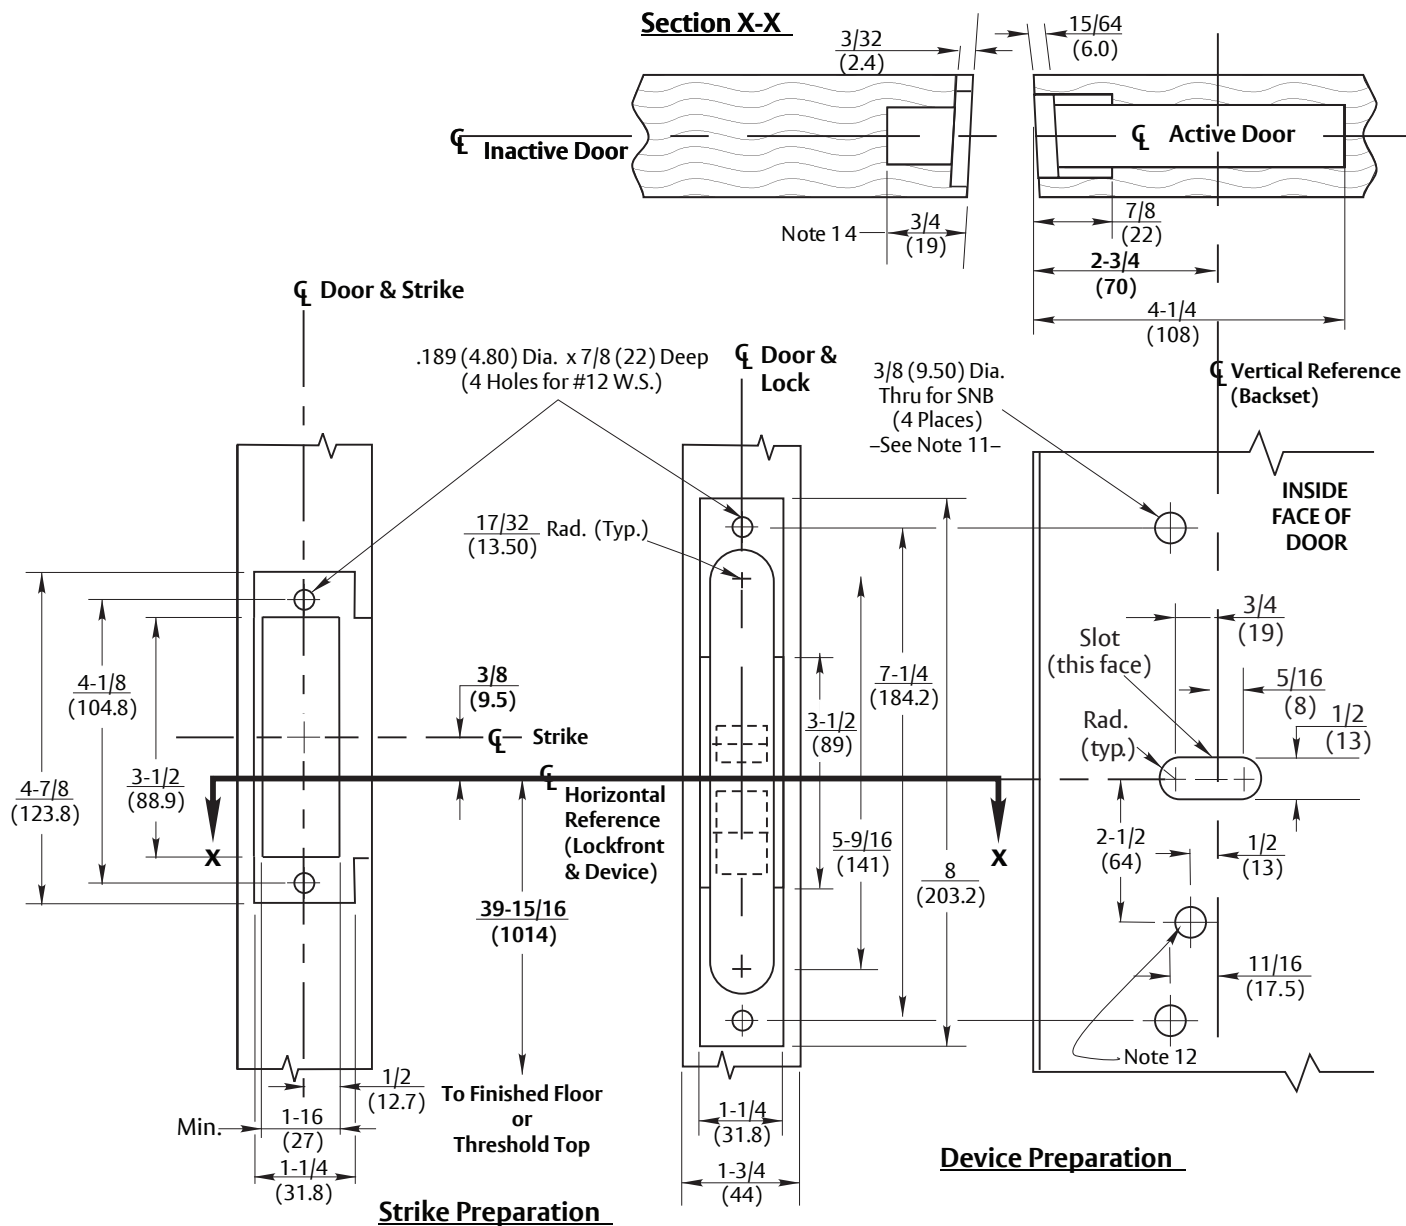 Section X-X
3/32
(2.4)
15/64
(6.0)
℄ Inactive Door
℄ Active Door
Note 14
3/4
(19)
7/8
(22)
2-3/4
(70)
4-1/4
(108)
℄ Door & Strike
.189 (4.80) Dia. x 7/8 (22) Deep
(4 Holes for #12 W.S.)
℄ Door &
Lock
3/8 (9.50) Dia.
Thru for SNB
(4 Places)
–See Note 11–
℄ Vertical Reference
(Backset)
INSIDE
FACE OF
DOOR
17/32
(13.50)
Rad. (Typ.)
4-7/8
(123.8)
4-1/8
(104.8)
3-1/2
(88.9)
3/8
(9.5)
℄ Strike
℄
Horizontal
Reference
(Lockfront
& Device)
X
X
39-15/16
(1014)
To Finished Floor
or
Threshold Top
7-1/4
(184.2)
3-1/2
(89)
5-9/16
(141)
8
(203.2)
Slot
(this face)
Rad.
(typ.)
3/4
(19)
5/16
(8)
1/2
(13)
2-1/2
(64)
1/2
(13)
11/16
(17.5)
Note 12
1/2
(12.7)
Min.
1-16
(27)
1-1/4
(31.8)
1-1/4
(31.8)
1-3/4
(44)
Device Preparation
Strike Preparation